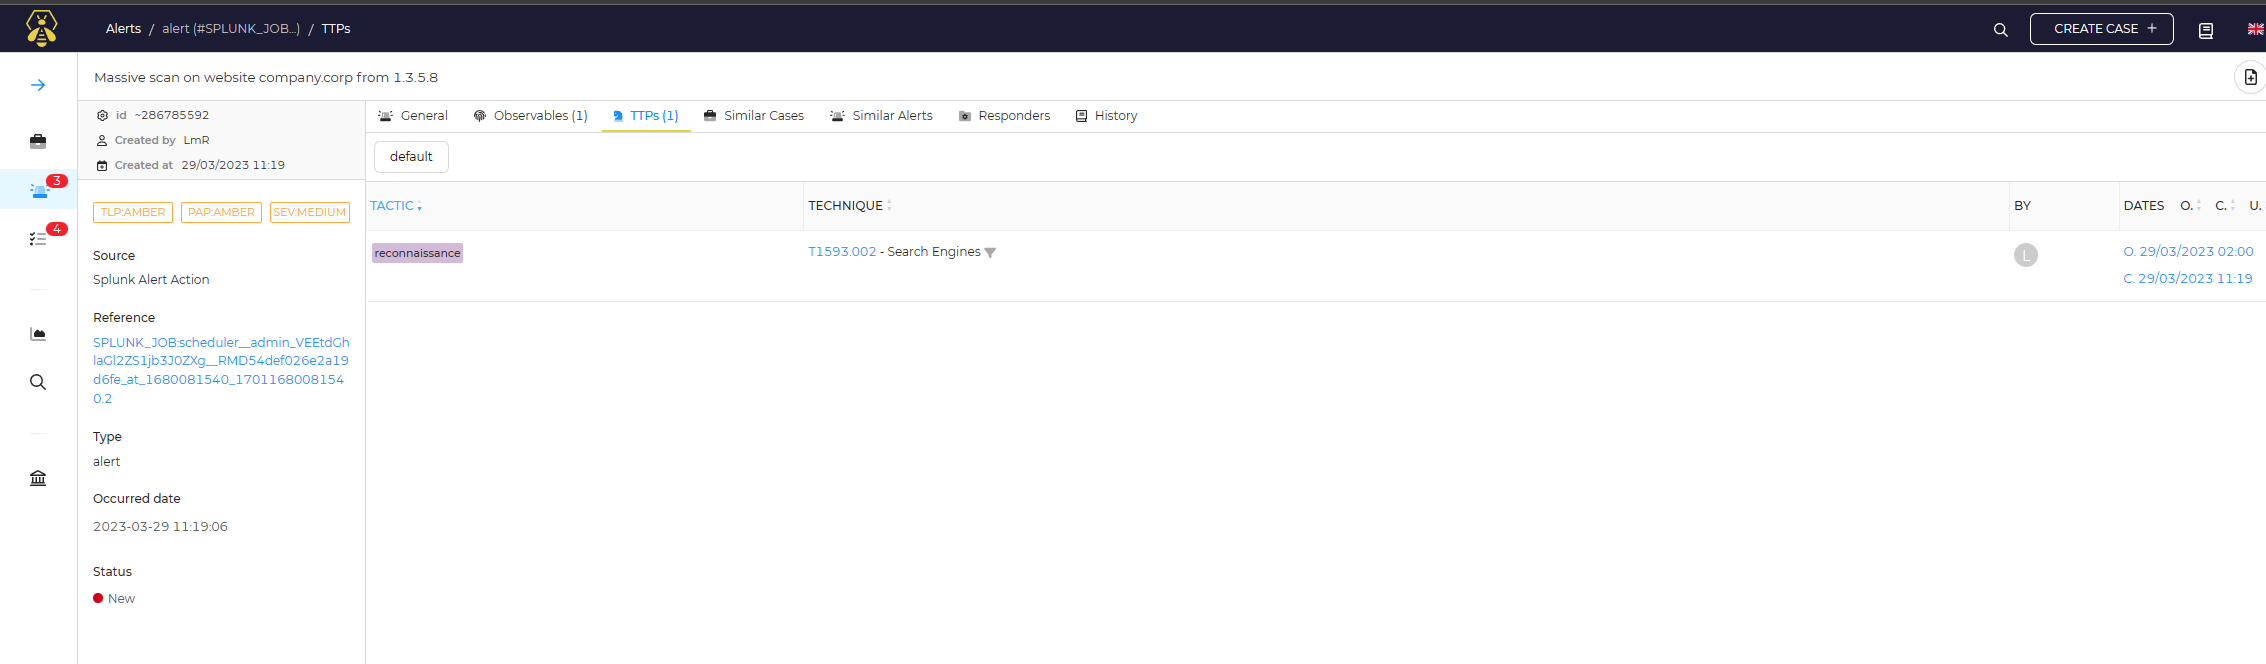 Alerts / alert (#SPLUNK_JOB...) / TTPs
CREATE CASE +
Massive scan on website company.corp from 1.3.5.8
id ~286785592
Created by LmR
Created at 29/03/2023 11:19
General Observables (1) TTPs (1) Similar Cases Similar Alerts Responders History
default
3
4
TLP:AMBER PAP:AMBER SEV:MEDIUM
Source
Splunk Alert Action
Reference
SPLUNK_JOB:scheduler__admin_VEEtdGh
laGl2ZS1jb3J0ZXg__RMD54def026e2a19
d6fe_at_1680081540_1701168008154
0.2
Type
alert
Occurred date
2023-03-29 11:19:06
Status
New
TACTIC TECHNIQUE BY DATES O. C. U.
reconnaissance T1593.002 - Search Engines L O. 29/03/2023 02:00
C. 29/03/2023 11:19